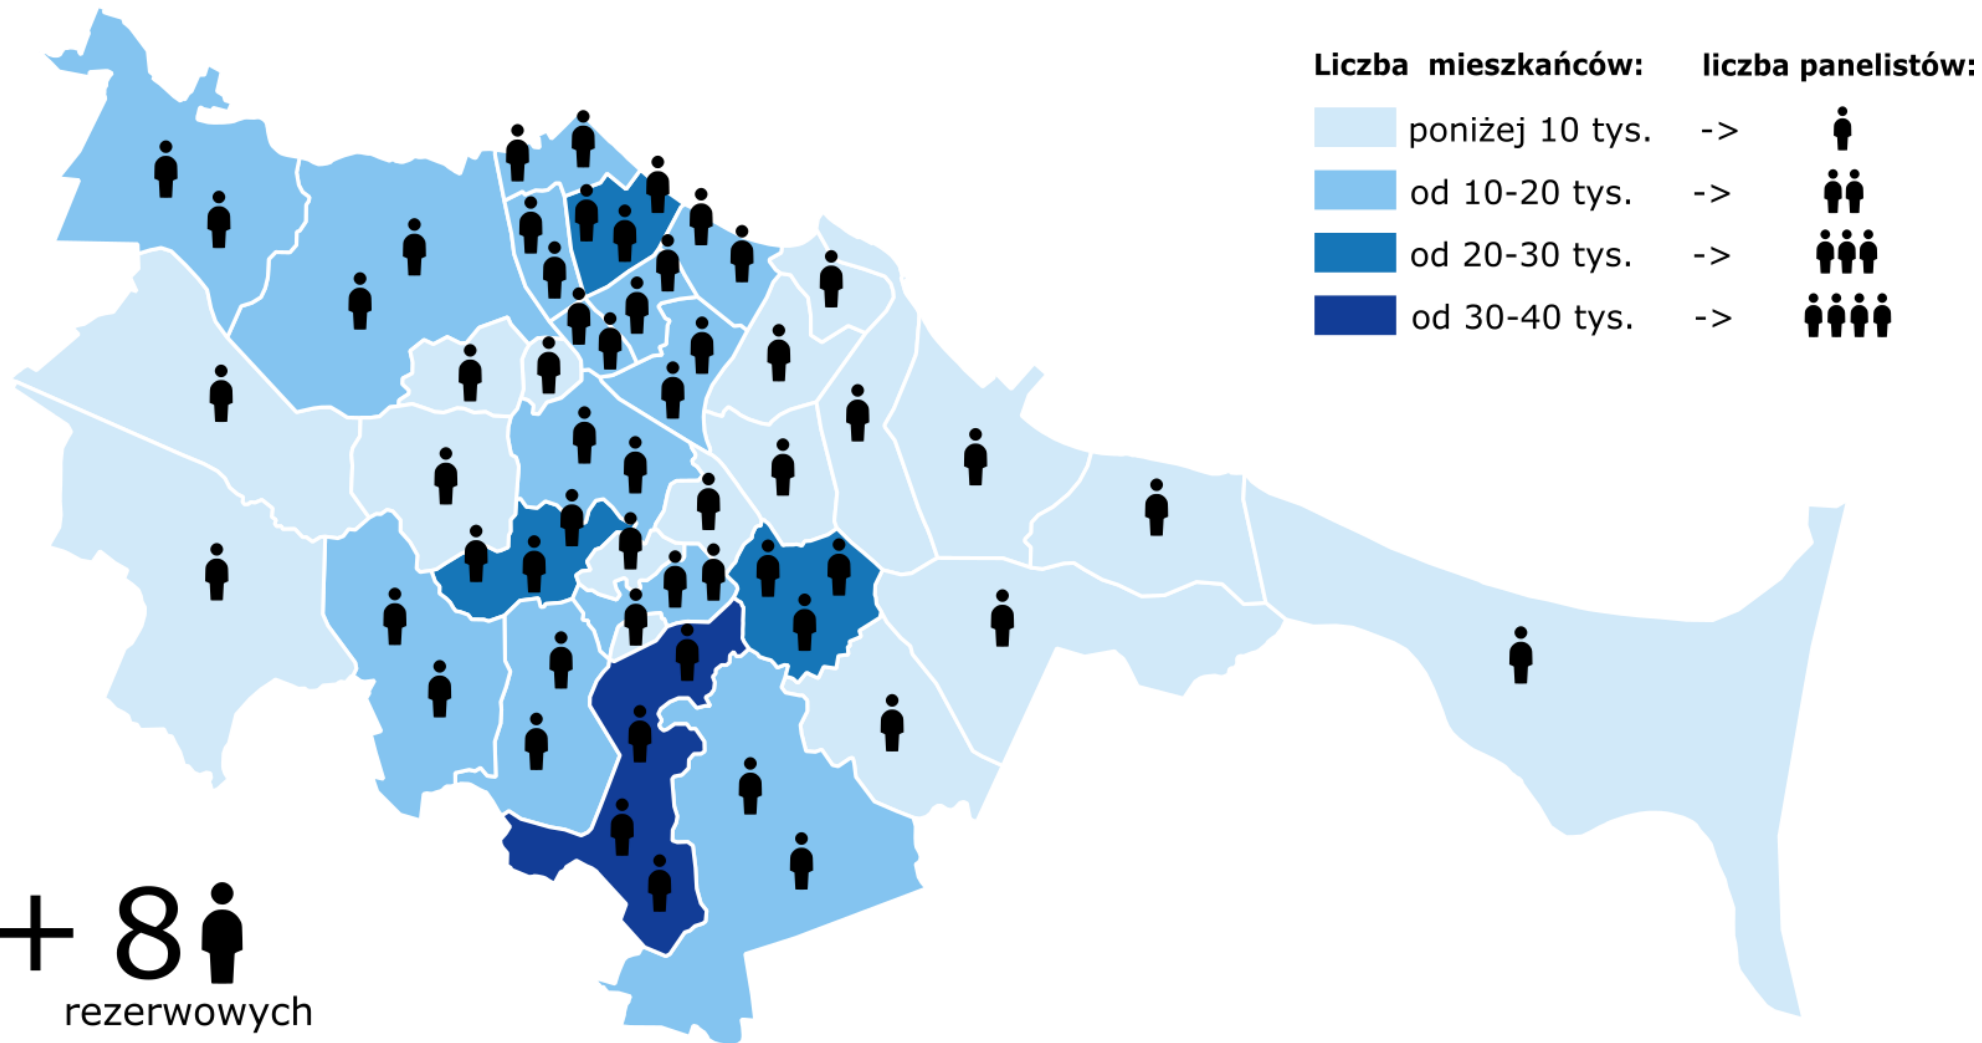 Liczba mieszkańców: liczba panelistów:
poniżej 10 tys. ->
od 10-20 tys. ->
od 20-30 tys. ->
od 30-40 tys. ->
+ 8
rezerwowych